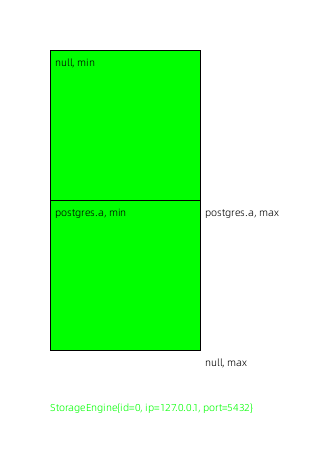 null, min
postgres.a, min
postgres.a, max
null, max
StorageEngine{id=0, ip=127.0.0.1, port=5432}